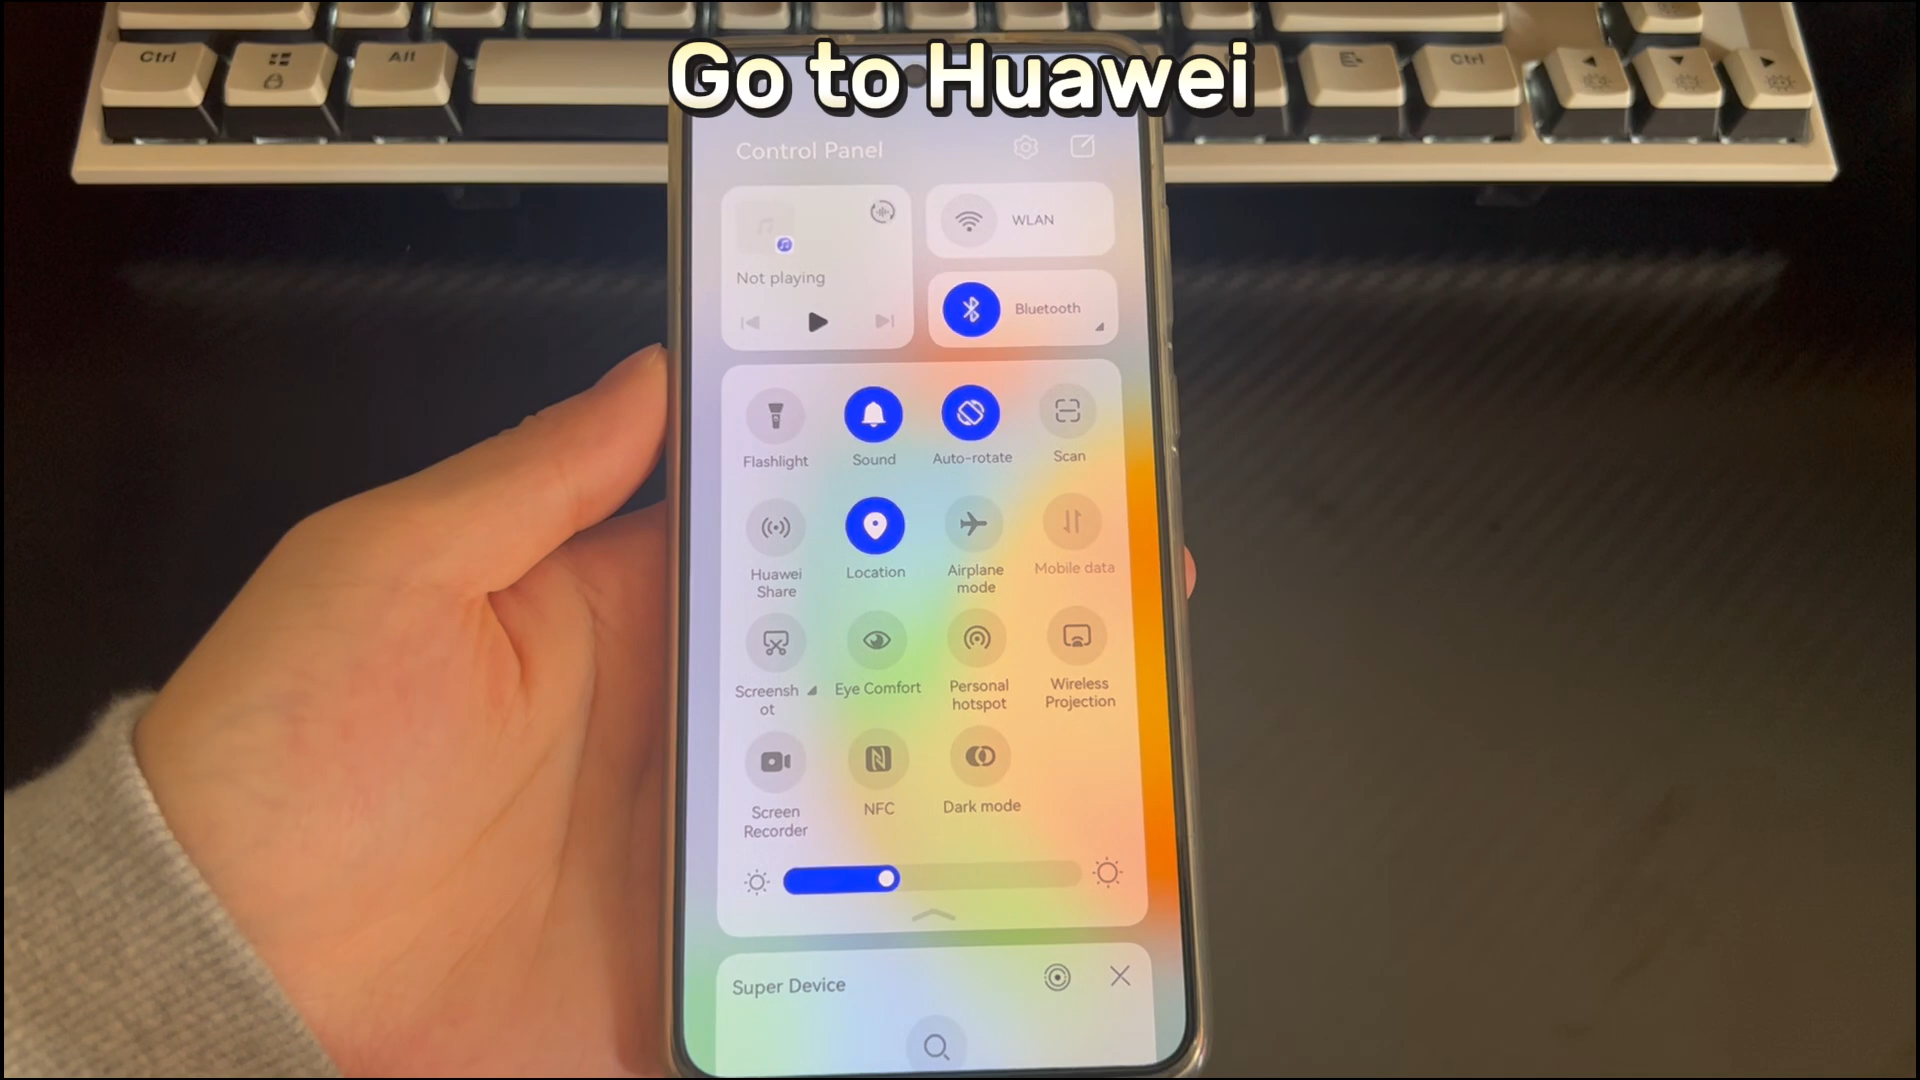 Ctrl
Alt
Ctrl
Go to Huawei
Control Panel
WLAN
Not playing
Bluetooth
Flashlight
Sound
Auto-rotate
Scan
Huawei
Share
Location
Airplane
mode
Mobile data
Screensh
ot
Eye Comfort
Personal
hotspot
Wireless
Projection
Screen
Recorder
NFC
Dark mode
Super Device